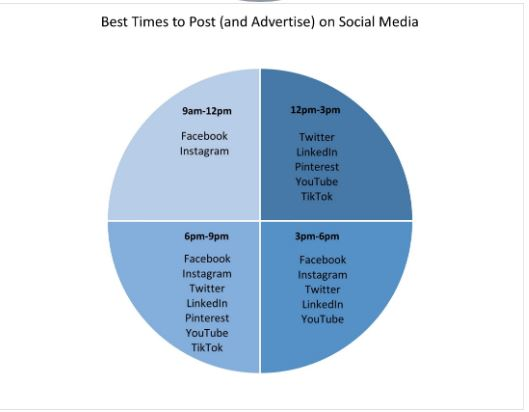 Best Times to Post (and Advertise) on Social Media
9am-12pm
Facebook
Instagram
12pm-3pm
Twitter
LinkedIn
Pinterest
YouTube
TikTok
6pm-9pm
Facebook
Instagram
Twitter
LinkedIn
Pinterest
YouTube
TikTok
3pm-6pm
Facebook
Instagram
Twitter
LinkedIn
YouTube